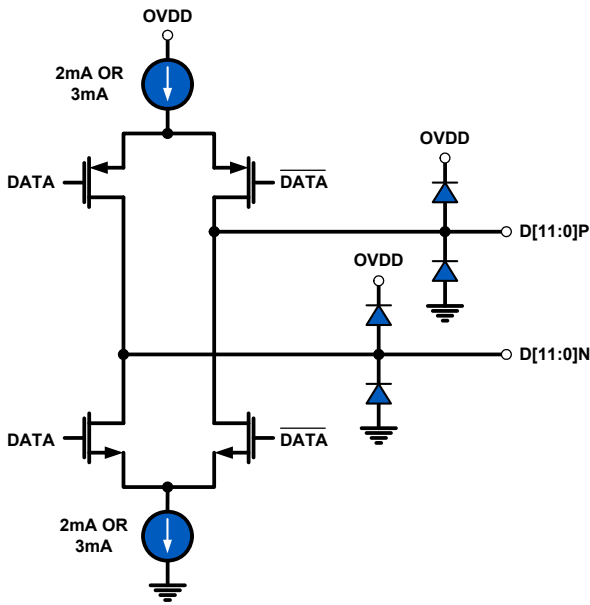 OVDD
2mA OR
3mA
OVDD
DATA
DATA
D[11:0]P
OVDD
D[11:0]N
DATA
DATA
2mA OR
3mA